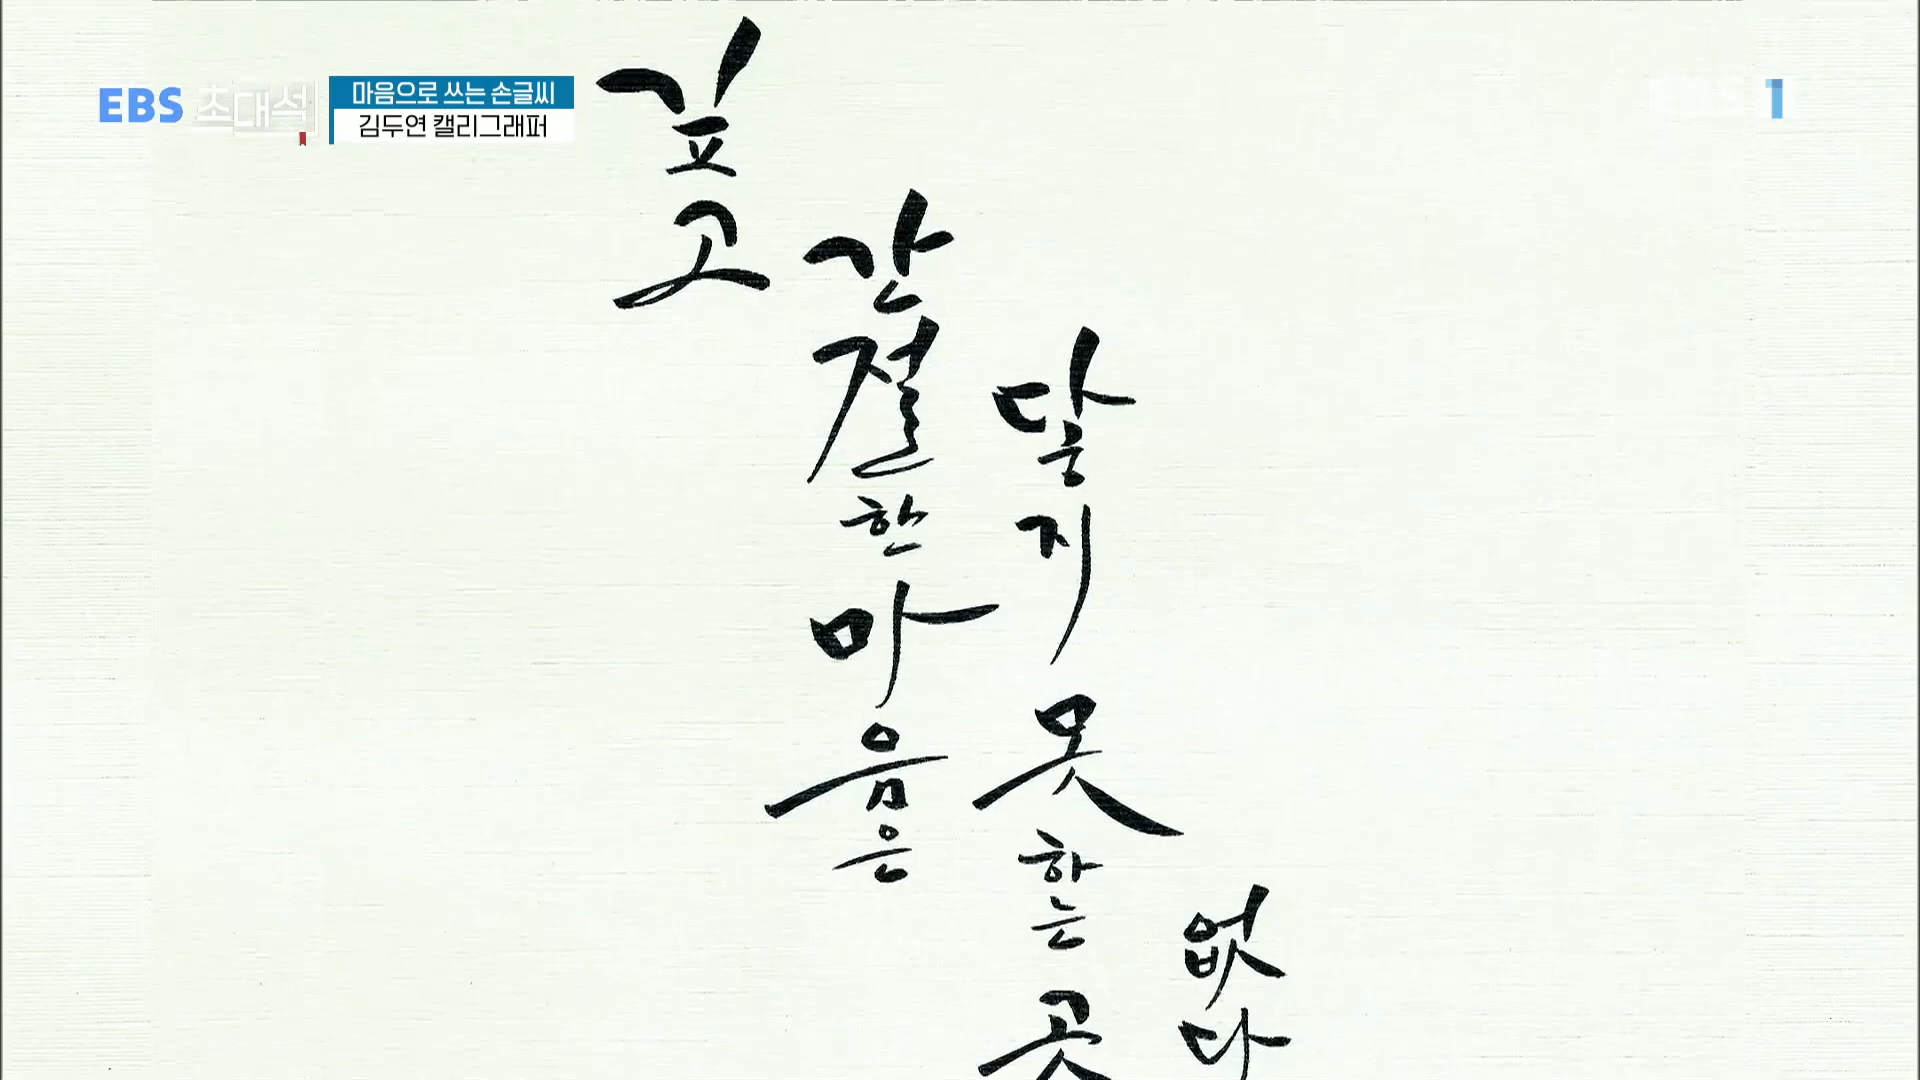 EBS 초대석
마음으로 쓰는 손글씨
김두연 캘리그래퍼
EBS 1
깊고
간절한 마음은
닿지 못하는 곳
없다